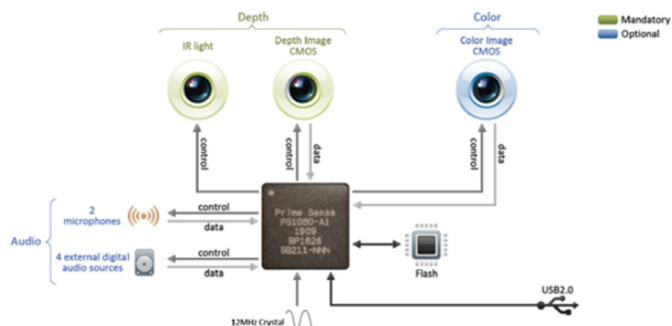 Depth
Color
Mandatory
Optional
IR light
Depth Image
CMOS
Color Image
CMOS
control
control
data
control
data
2
microphones
control
data
Audio
4 external digital
audio sources
control
data
Prime Sense
PS1080-A1
1909
SP1626
SB211-NNN
Flash
USB2.0
12MHz Crystal